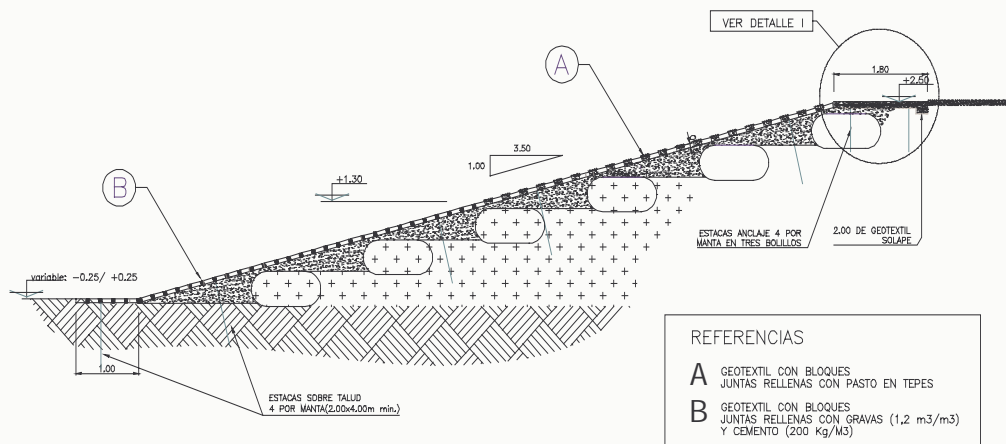 VER DETALLE I
1.80
+2.50
A
3.50
1.00
B
+1.30
ESTACAS ANCLAJE 4 POR
MANTA EN TRES BOLILLOS
2.00 DE GEOTEXTIL
SOLAPE
variable: -0.25/ +0.25
1.00
ESTACAS SOBRE TALUD
4 POR MANTA(2.00x4.00m min.)
REFERENCIAS
A GEOTEXTIL CON BLOQUES
JUNTAS RELLENAS CON PASTO EN TEPES
B GEOTEXTIL CON BLOQUES
JUNTAS RELLENAS CON GRAVAS (1,2 m3/m3)
Y CEMENTO (200 Kg/M3)